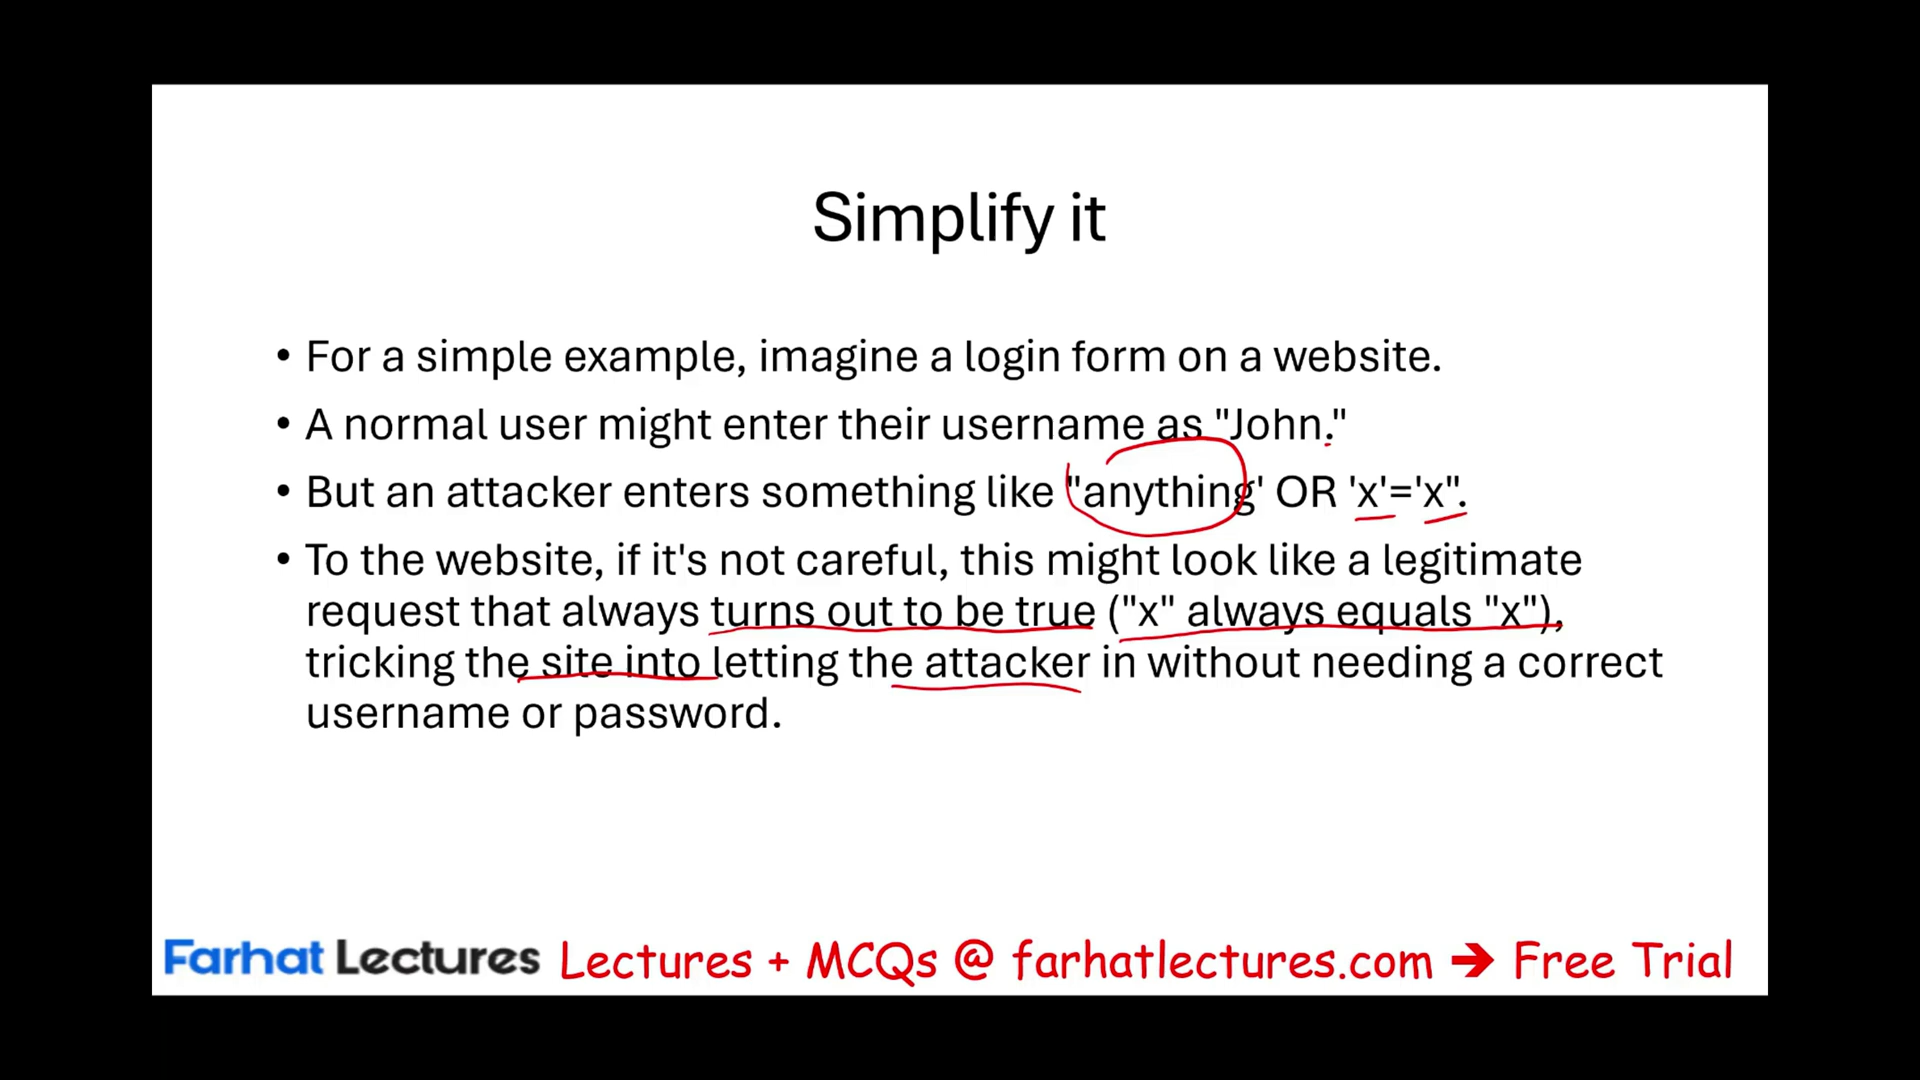 Simplify it
• For a simple example, imagine a login form on a website.
• A normal user might enter their username as "John."
• But an attacker enters something like "anything' OR 'x'='x".
• To the website, if it's not careful, this might look like a legitimate
request that always turns out to be true ("x" always equals "x"),
tricking the site into letting the attacker in without needing a correct
username or password.
Farhat Lectures Lectures + MCQs @ farhatlectures.com ➔ Free Trial